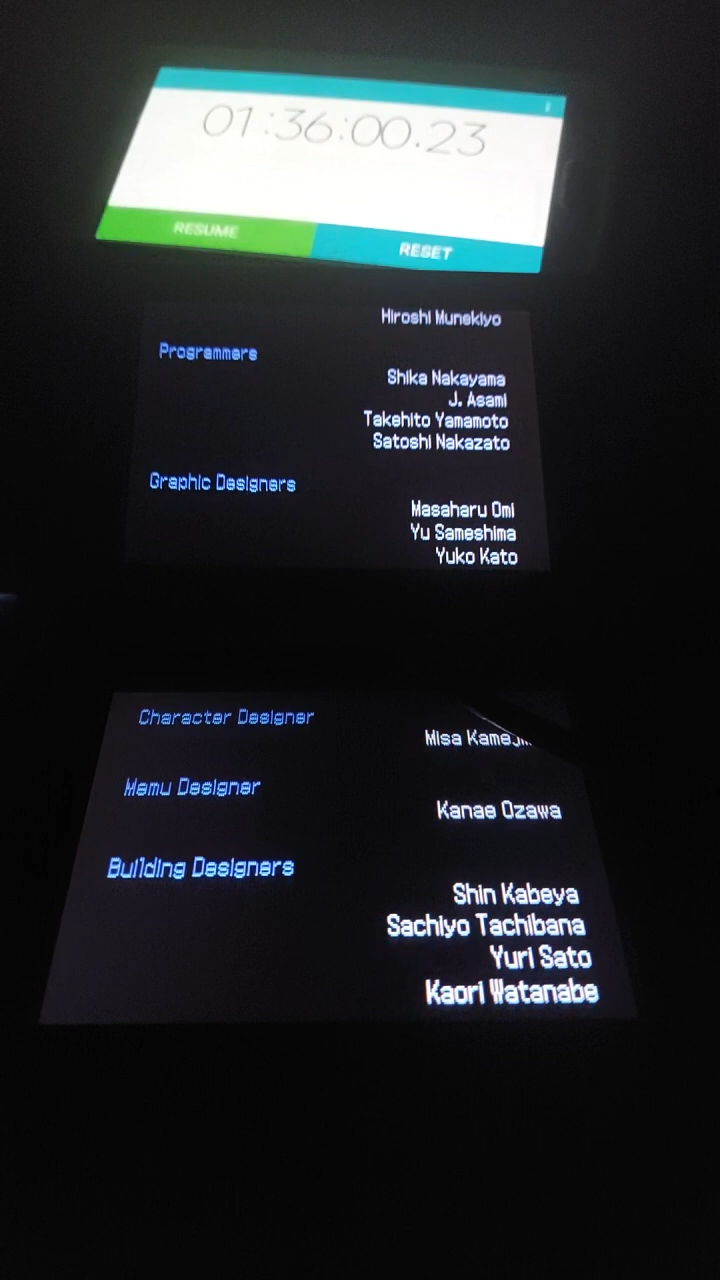 01:36:00.23
RESUME
RESET
Hiroshi Munekiyo
Programmers
Shika Nakayama
J. Asami
Takehito Yamamoto
Satoshi Nakazato
Graphic Designers
Masaharu Omi
Yu Sameshima
Yuko Kato
Character Designer
Misa
Memu Designer
Kanae Ozawa
Building Designers
Shin Kabeya
Sachiyo Tachibana
Yuri Sato
Kaori Watanabe